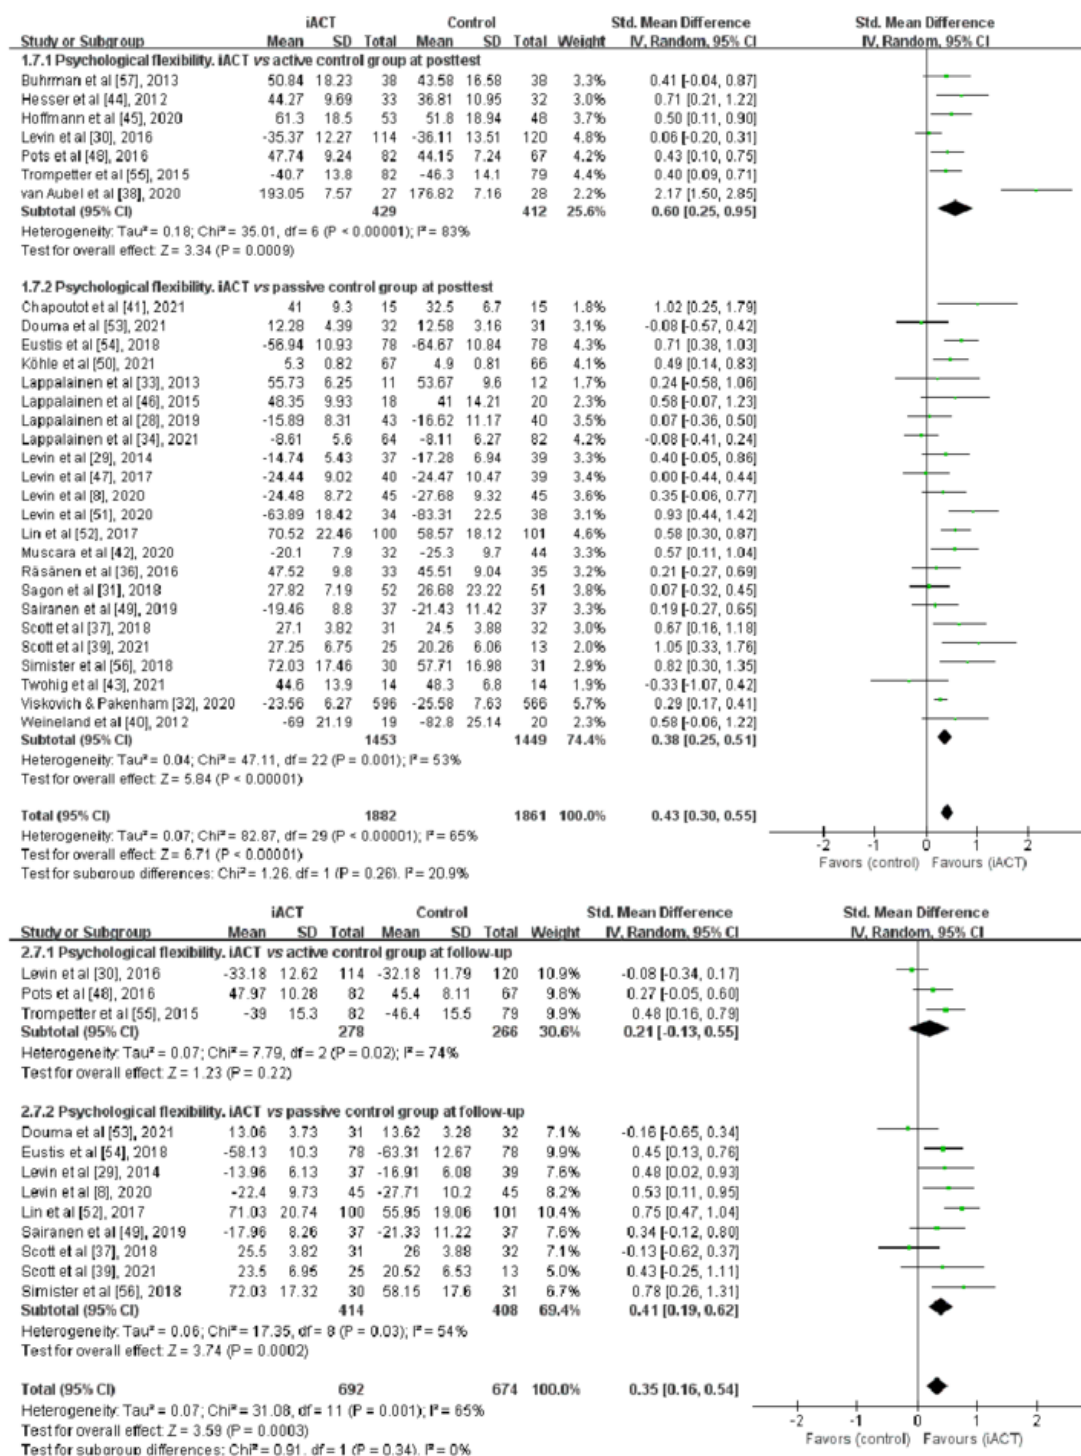 iACT Control Std. Mean Difference Std. Mean Difference
Study or Subgroup Mean SD Total Mean SD Total Weight IV, Random, 95% CI IV, Random, 95% CI
1.7.1 Psychological flexibility. iACT vs active control group at posttest
Buhrman et al [57], 2013 50.84 18.23 38 43.58 16.58 38 3.3% 0.41 [-0.04, 0.87]
Hesser et al [44], 2012 44.27 9.69 33 36.81 10.95 32 3.0% 0.71 [0.21, 1.22]
Hoffmann et al [45], 2020 61.3 18.5 53 51.8 18.94 48 3.7% 0.50 [0.11, 0.90]
Levin et al [30], 2016 -35.37 12.27 114 -36.11 13.51 120 4.8% 0.06 [-0.20, 0.31]
Pots et al [48], 2016 47.74 9.24 82 44.15 7.24 67 4.2% 0.43 [0.10, 0.75]
Trompetter et al [55], 2015 -40.7 13.8 82 -46.3 14.1 79 4.3% 0.40 [0.09, 0.71]
van Aubel et al [38], 2020 193.05 7.57 27 176.82 7.16 28 2.2% 2.17 [1.50, 2.85]
Subtotal (95% CI) 429 412 25.6% 0.60 [0.25, 0.95]
Heterogeneity: Tau² = 0.18; Chi² = 35.01, df = 6 (P < 0.00001); I² = 83%
Test for overall effect: Z = 3.34 (P = 0.0009)
1.7.2 Psychological flexibility. iACT vs passive control group at posttest
Chapoutot et al [41], 2021 41 9.3 15 32.5 6.7 15 1.8% 1.02 [0.25, 1.79]
Douma et al [53], 2021 12.28 4.39 32 12.58 3.16 31 3.1% -0.08 [-0.57, 0.42]
Eustis et al [54], 2018 -56.94 10.93 78 -64.67 10.84 78 4.3% 0.71 [0.38, 1.03]
Köhle et al [50], 2021 5.3 0.82 67 4.9 0.81 66 4.1% 0.49 [0.14, 0.83]
Lappalainen et al [33], 2013 55.73 6.25 11 53.67 9.6 12 1.7% 0.24 [-0.58, 1.06]
Lappalainen et al [46], 2015 48.35 9.93 18 41 14.21 20 2.3% 0.58 [-0.07, 1.23]
Lappalainen et al [28], 2019 -15.89 8.31 43 -16.62 11.17 40 3.5% 0.07 [-0.36, 0.50]
Lappalainen et al [34], 2021 -8.61 5.6 64 -8.11 6.27 82 4.2% -0.08 [-0.41, 0.24]
Levin et al [29], 2014 -14.74 5.43 37 -17.28 6.94 39 3.3% 0.40 [-0.05, 0.86]
Levin et al [47], 2017 -24.44 9.02 40 -24.47 10.47 39 3.4% 0.00 [-0.44, 0.44]
Levin et al [8], 2020 -24.48 8.72 45 -27.68 9.32 45 3.6% 0.35 [-0.06, 0.77]
Levin et al [51], 2020 -63.89 18.42 34 -83.31 22.5 38 3.1% 0.93 [0.44, 1.42]
Lin et al [52], 2017 70.52 22.46 100 58.57 18.12 101 4.6% 0.58 [0.30, 0.87]
Muscara et al [42], 2020 -20.1 7.9 32 -25.3 9.7 44 3.3% 0.57 [0.11, 1.04]
Räsänen et al [36], 2016 47.52 9.8 33 45.51 9.04 35 3.2% 0.21 [-0.27, 0.69]
Sagon et al [31], 2018 27.82 7.19 52 26.68 23.22 51 3.8% 0.07 [-0.32, 0.45]
Sairanen et al [49], 2019 -19.46 8.8 37 -21.43 11.42 37 3.3% 0.19 [-0.27, 0.65]
Scott et al [37], 2018 27.1 3.82 31 24.5 3.88 32 3.0% 0.67 [0.16, 1.18]
Scott et al [39], 2021 27.25 6.75 25 20.26 6.06 13 2.0% 1.05 [0.33, 1.76]
Simister et al [56], 2018 72.03 17.46 30 57.71 16.98 31 2.9% 0.82 [0.30, 1.35]
Twohig et al [43], 2021 44.6 13.9 14 48.3 6.8 14 1.9% -0.33 [-1.07, 0.42]
Viskovich & Pakenham [32], 2020 -23.56 6.27 596 -25.58 7.63 566 5.7% 0.29 [0.17, 0.41]
Weineland et al [40], 2012 -69 21.19 19 -82.8 25.14 20 2.3% 0.58 [-0.06, 1.22]
Subtotal (95% CI) 1453 1449 74.4% 0.38 [0.25, 0.51]
Heterogeneity: Tau² = 0.04; Chi² = 47.11, df = 22 (P = 0.001); I² = 53%
Test for overall effect: Z = 5.84 (P < 0.00001)
Total (95% CI) 1882 1861 100.0% 0.43 [0.30, 0.55]
Heterogeneity: Tau² = 0.07; Chi² = 82.87, df = 29 (P < 0.00001); I² = 65%
Test for overall effect: Z = 6.71 (P < 0.00001)
Test for subgroup differences: Chi² = 1.26, df = 1 (P = 0.26), I² = 20.9%
-2 -1 0 1 2
Favors (control) Favours (iACT)
iACT Control Std. Mean Difference Std. Mean Difference
Study or Subgroup Mean SD Total Mean SD Total Weight IV, Random, 95% CI IV, Random, 95% CI
2.7.1 Psychological flexibility. iACT vs active control group at follow-up
Levin et al [30], 2016 -33.18 12.62 114 -32.18 11.79 120 10.9% -0.08 [-0.34, 0.17]
Pots et al [48], 2016 47.97 10.28 82 45.4 8.11 67 9.8% 0.27 [-0.05, 0.60]
Trompetter et al [55], 2015 -39 15.3 82 -46.4 15.5 79 9.9% 0.48 [0.16, 0.79]
Subtotal (95% CI) 278 266 30.6% 0.21 [-0.13, 0.55]
Heterogeneity: Tau² = 0.07; Chi² = 7.79, df = 2 (P = 0.02); I² = 74%
Test for overall effect: Z = 1.23 (P = 0.22)
2.7.2 Psychological flexibility. iACT vs passive control group at follow-up
Douma et al [53], 2021 13.06 3.73 31 13.62 3.28 32 7.1% -0.16 [-0.65, 0.34]
Eustis et al [54], 2018 -58.13 10.3 78 -63.31 12.67 78 9.9% 0.45 [0.13, 0.76]
Levin et al [29], 2014 -13.96 6.13 37 -16.91 6.08 39 7.6% 0.48 [0.02, 0.93]
Levin et al [8], 2020 -22.4 9.73 45 -27.71 10.2 45 8.2% 0.53 [0.11, 0.95]
Lin et al [52], 2017 71.03 20.74 100 55.95 19.06 101 10.4% 0.75 [0.47, 1.04]
Sairanen et al [49], 2019 -17.96 8.26 37 -21.33 11.22 37 7.6% 0.34 [-0.12, 0.80]
Scott et al [37], 2018 25.5 3.82 31 26 3.88 32 7.1% -0.13 [-0.62, 0.37]
Scott et al [39], 2021 23.5 6.95 25 20.52 6.53 13 5.0% 0.43 [-0.25, 1.11]
Simister et al [56], 2018 72.03 17.32 30 58.15 17.6 31 6.7% 0.78 [0.26, 1.31]
Subtotal (95% CI) 414 408 69.4% 0.41 [0.19, 0.62]
Heterogeneity: Tau² = 0.06; Chi² = 17.35, df = 8 (P = 0.03); I² = 54%
Test for overall effect: Z = 3.74 (P = 0.0002)
Total (95% CI) 692 674 100.0% 0.35 [0.16, 0.54]
Heterogeneity: Tau² = 0.07; Chi² = 31.08, df = 11 (P = 0.001); I² = 65%
Test for overall effect: Z = 3.59 (P = 0.0003)
Test for subgroup differences: Chi² = 0.91, df = 1 (P = 0.34), I² = 0%
-2 -1 0 1 2
Favors (control) Favours (iACT)